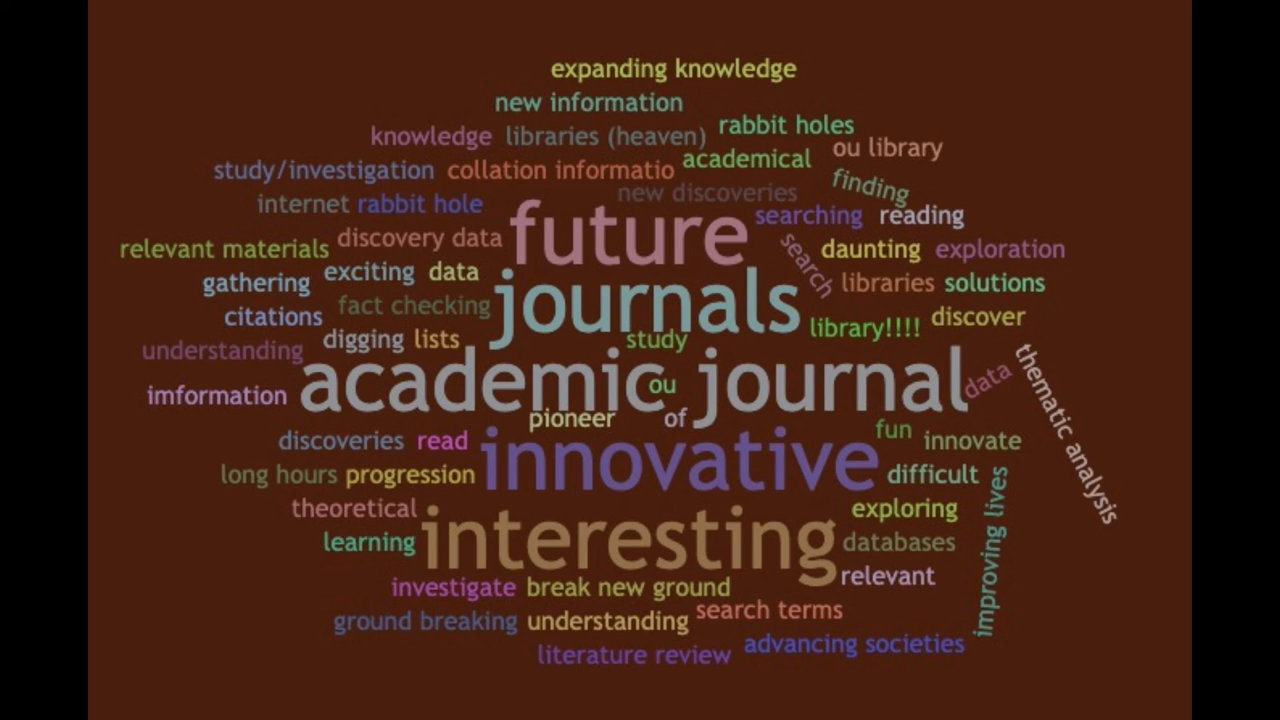 expanding knowledge
new information
knowledge libraries (heaven) rabbit holes
study/investigation collation informatio academical ou library
new discoveries finding
internet rabbit hole future searching reading
relevant materials discovery data search daunting exploration
gathering exciting data journals libraries solutions
citations fact checking library!!!! discover
understanding digging lists study
imformation academic journal ou data thematic analysis
pioneer of
discoveries read innovative fun innovate
long hours progression difficult improving lives
theoretical interesting exploring
learning databases
investigate break new ground relevant
ground breaking understanding search terms
literature review advancing societies